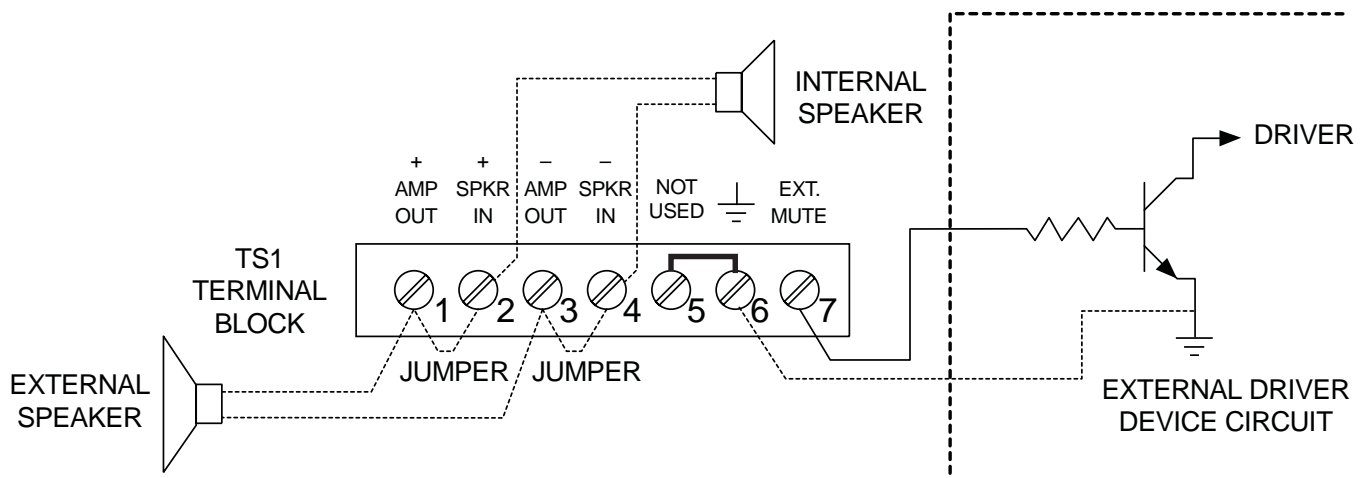 INTERNAL
SPEAKER
DRIVER
+ + – –
AMP SPKR AMP SPKR NOT EXT.
OUT IN OUT IN USED MUTE
TS1
TERMINAL
BLOCK
1 2 3 4 5 6 7
JUMPER JUMPER
EXTERNAL
SPEAKER
EXTERNAL DRIVER
DEVICE CIRCUIT